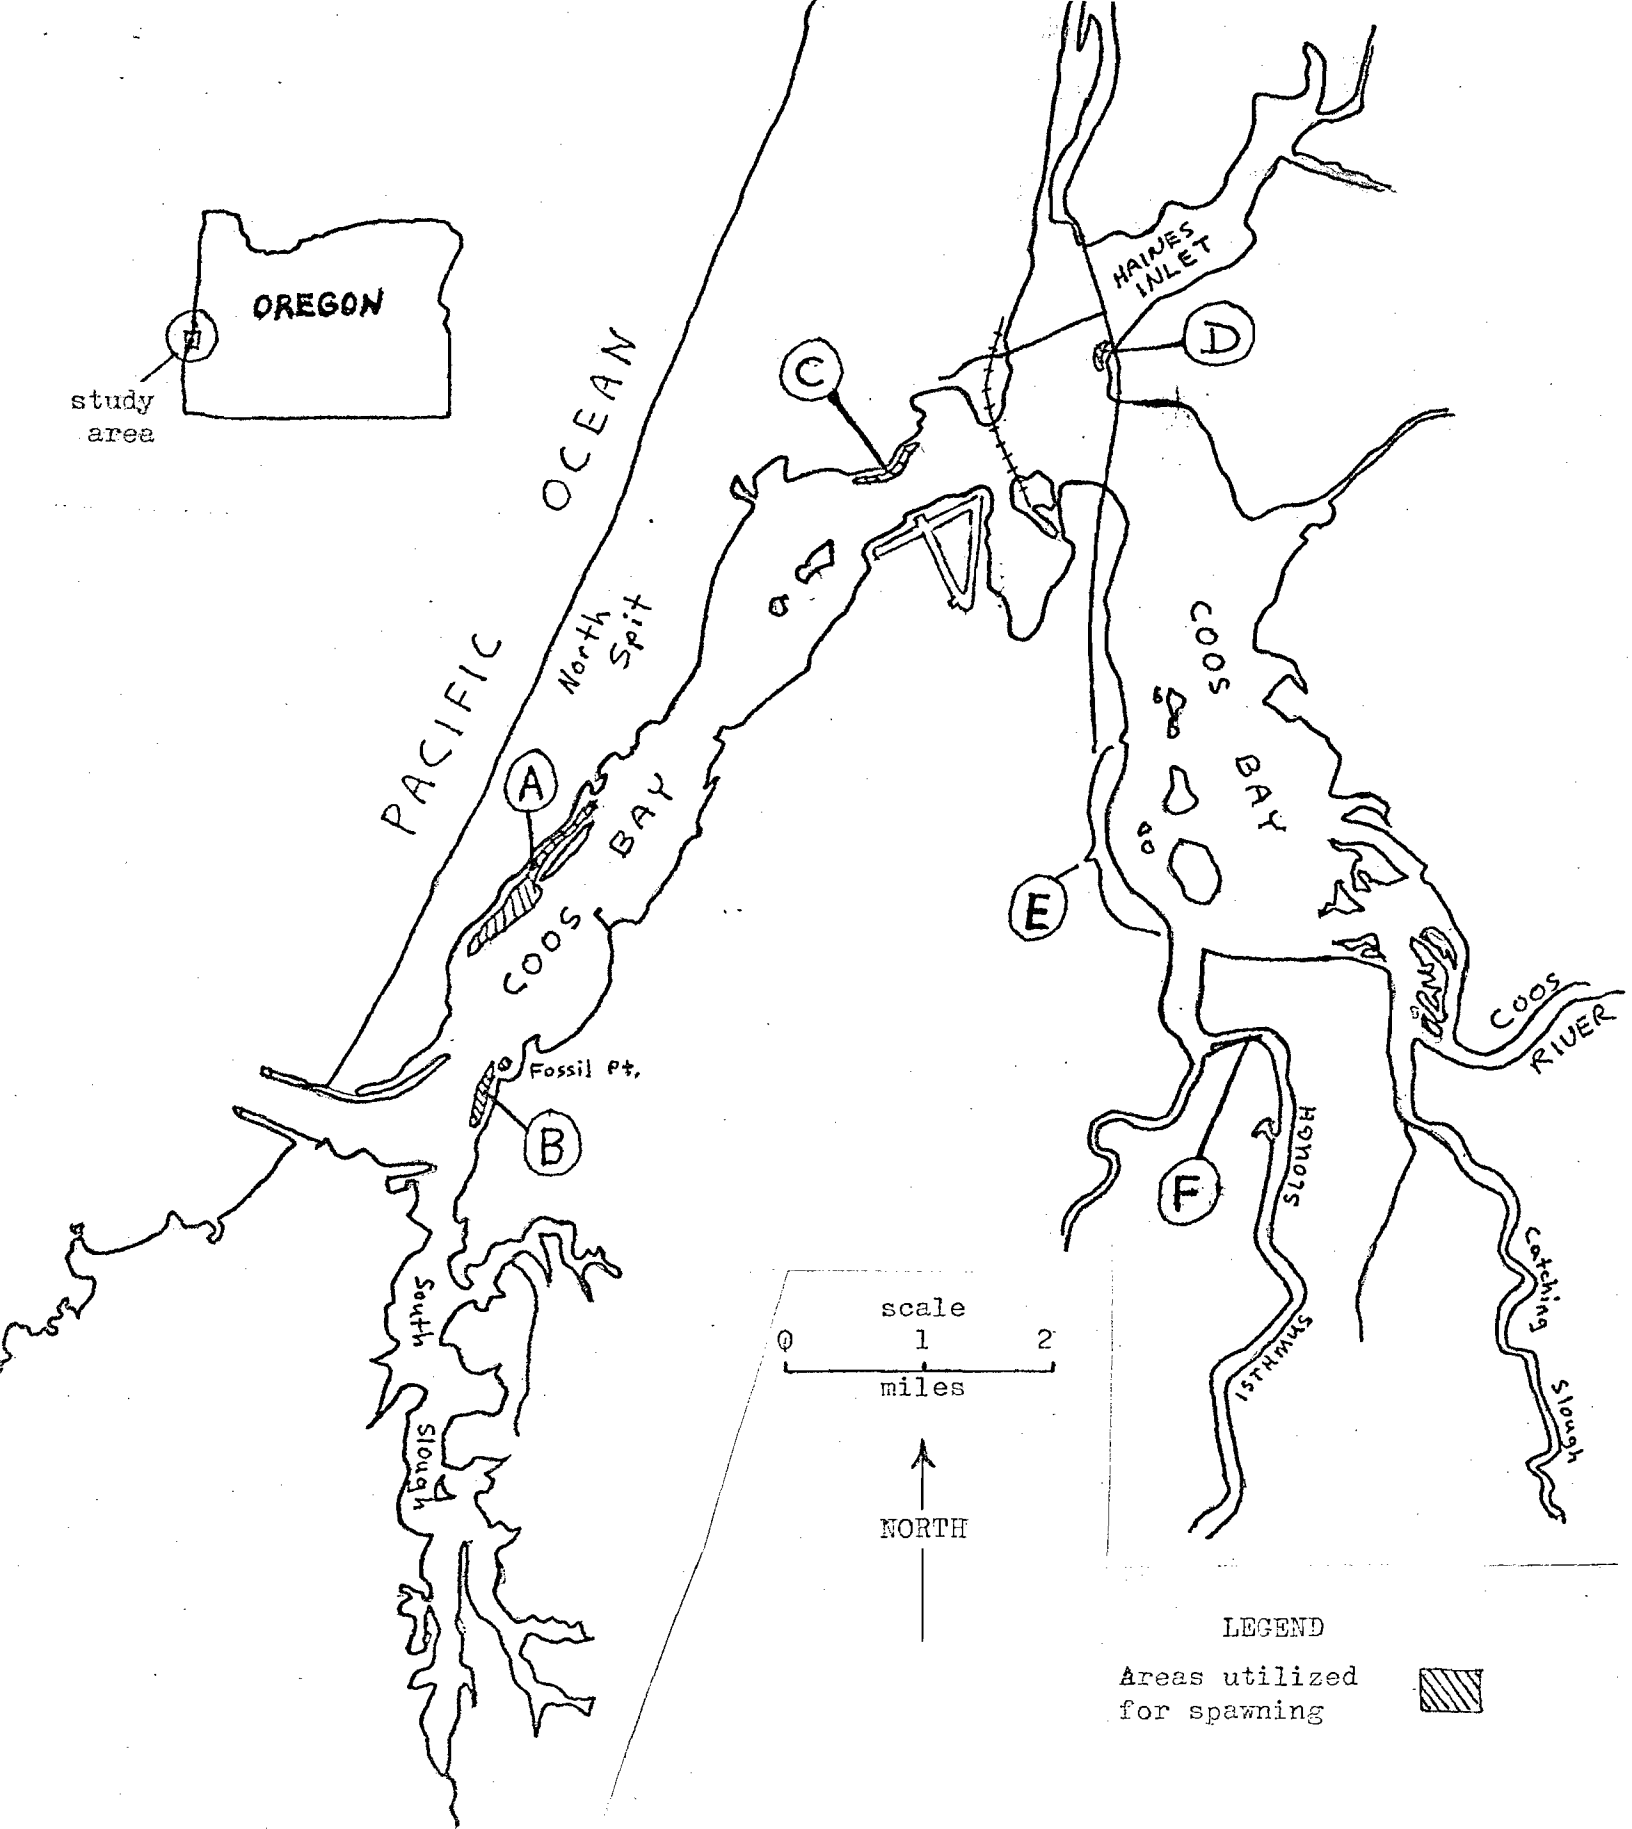 OREGON
study
area
PACIFIC OCEAN
North
Spit
HAINES
INLET
C
D
A
COOS BAY
COOS BAY
E
Fossil Pt.
B
COOS
RIVER
F
ISTHMUS SLOUGH
Catching Slough
South Slough
scale
0 1 2
miles
NORTH
LEGEND
Areas utilized
for spawning